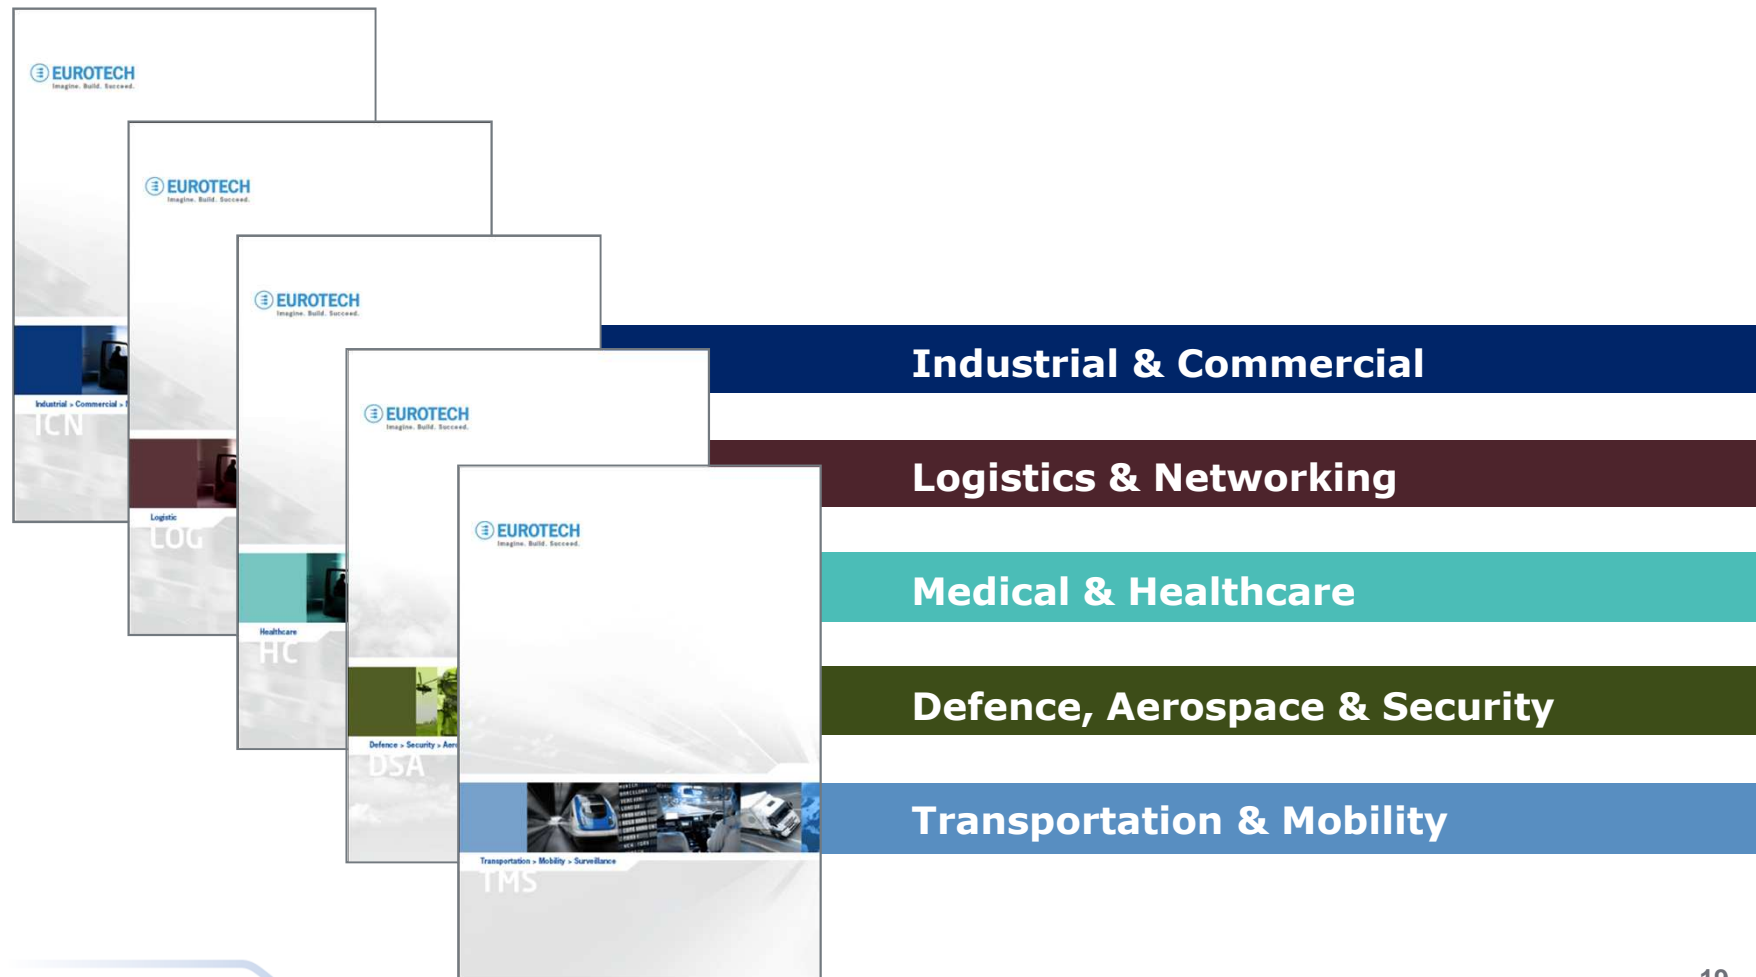 EUROTECH
Imagine. Build. Succeed.
Industrial > Commercial >
ICN
EUROTECH
Imagine. Build. Succeed.
Logistic
LOG
EUROTECH
Imagine. Build. Succeed.
Healthcare
HC
EUROTECH
Imagine. Build. Succeed.
Defence > Security >
DSA
EUROTECH
Imagine. Build. Succeed.
Transportation > Mobility > Surveillance
TMS
Industrial & Commercial
Logistics & Networking
Medical & Healthcare
Defence, Aerospace & Security
Transportation & Mobility